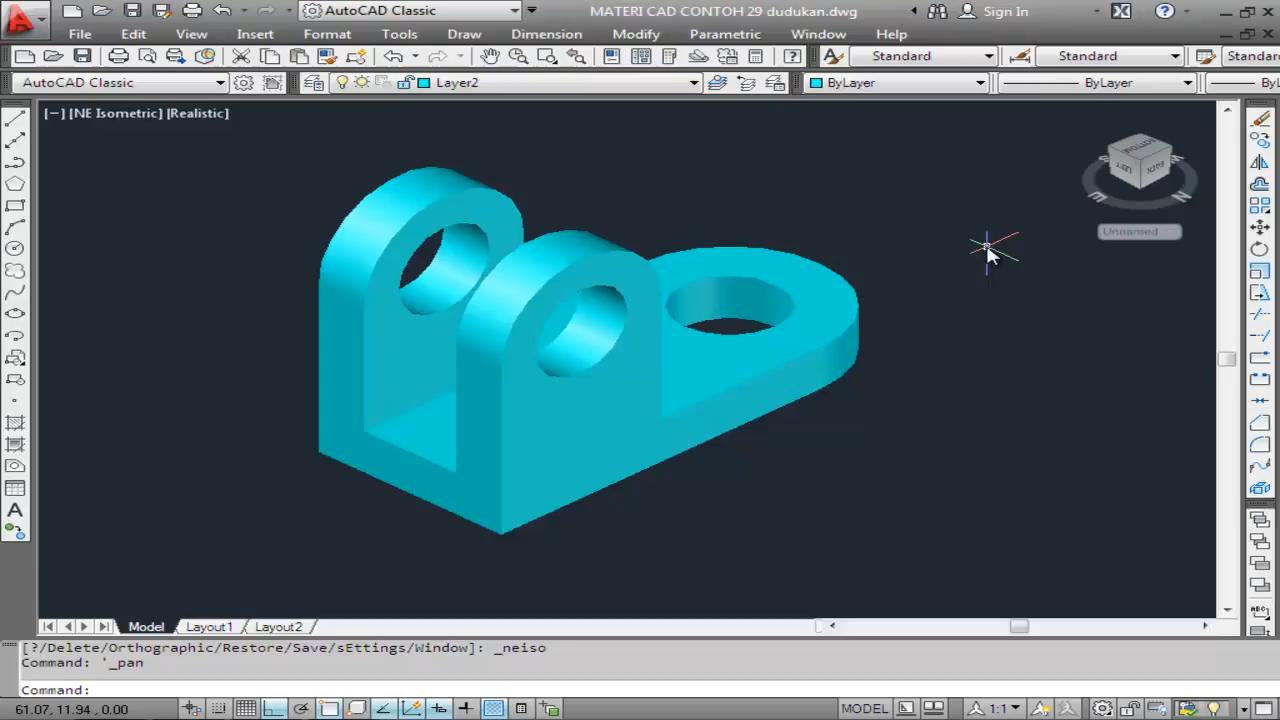 AutoCAD Classic
MATERI CAD CONTOH 29 dudukan.dwg
Sign In
File Edit View Insert Format Tools Draw Dimension Modify Parametric Window Help
Standard Standard Standard
AutoCAD Classic Layer2 ByLayer ByLayer
[−] [NE Isometric] [Realistic]
Unnamed
Model Layout1 Layout2
[?/Delete/Orthographic/Restore/Save/sEttings/Window]: _neiso
Command: '_pan
Command:
61.07, 11.94 , 0.00 MODEL 1:1